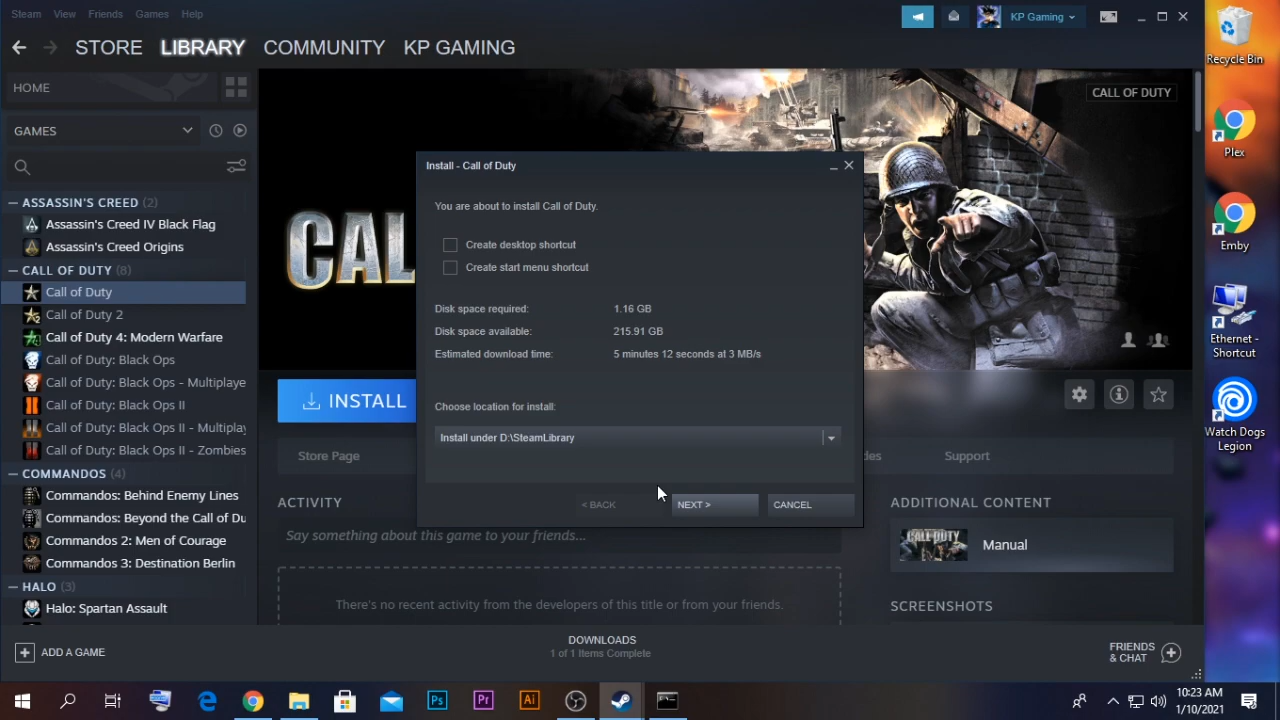 Steam View Friends Games Help
KP Gaming
STORE LIBRARY COMMUNITY KP GAMING
HOME
GAMES
ASSASSIN'S CREED (2)
Assassin's Creed IV Black Flag
Assassin's Creed Origins
CALL OF DUTY (8)
Call of Duty
Call of Duty 2
Call of Duty 4: Modern Warfare
Call of Duty: Black Ops
Call of Duty: Black Ops - Multiplaye
Call of Duty: Black Ops II
Call of Duty: Black Ops II - Multipla
Call of Duty: Black Ops II - Zombies
COMMANDOS (4)
Commandos: Behind Enemy Lines
Commandos: Beyond the Call of Du
Commandos 2: Men of Courage
Commandos 3: Destination Berlin
HALO (3)
Halo: Spartan Assault
ADD A GAME
CALL OF DUTY
CAL
INSTALL
Store Page
Support
ACTIVITY
Say something about this game to your friends...
There's no recent activity from the developers of this title or from your friends.
ADDITIONAL CONTENT
CALL OF DUTY
Manual
SCREENSHOTS
Install - Call of Duty
You are about to install Call of Duty.
Create desktop shortcut
Create start menu shortcut
Disk space required: 1.16 GB
Disk space available: 215.91 GB
Estimated download time: 5 minutes 12 seconds at 3 MB/s
Choose location for install:
Install under D:\SteamLibrary
< BACK NEXT > CANCEL
DOWNLOADS
1 of 1 Items Complete
FRIENDS
& CHAT
Recycle Bin
Plex
Emby
Ethernet -
Shortcut
Watch Dogs
Legion
Ps Pr Ai
10:23 AM
1/10/2021